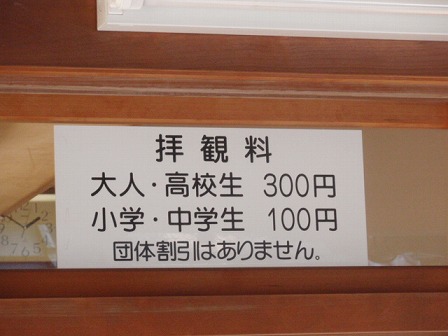 拝観料
大人・高校生 300円
小学・中学生 100円
団体割引はありません。